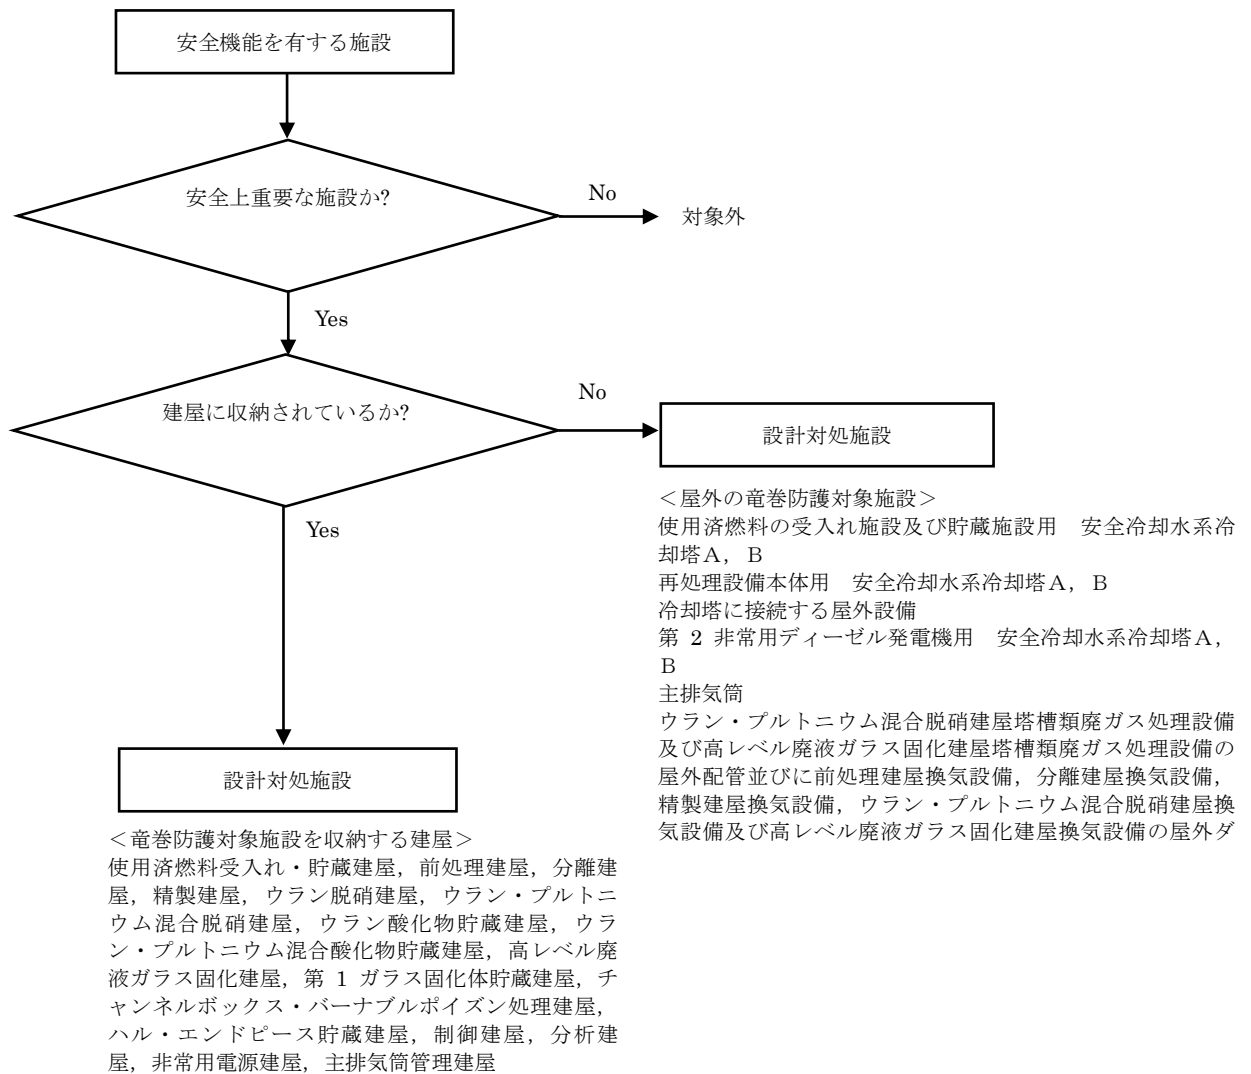 安全機能を有する施設
安全上重要な施設か?
No
対象外
Yes
建屋に収納されているか?
No
設計対処施設
＜屋外の竜巻防護対象施設＞
使用済燃料の受入れ施設及び貯蔵施設用　安全冷却水系冷
却塔Ａ，Ｂ
再処理設備本体用　安全冷却水系冷却塔Ａ，Ｂ
冷却塔に接続する屋外設備
第 2 非常用ディーゼル発電機用　安全冷却水系冷却塔Ａ，
Ｂ
主排気筒
ウラン・プルトニウム混合脱硝建屋塔槽類廃ガス処理設備
及び高レベル廃液ガラス固化建屋塔槽類廃ガス処理設備の
屋外配管並びに前処理建屋換気設備，分離建屋換気設備，
精製建屋換気設備，ウラン・プルトニウム混合脱硝建屋換
気設備及び高レベル廃液ガラス固化建屋換気設備の屋外ダ
Yes
設計対処施設
＜竜巻防護対象施設を収納する建屋＞
使用済燃料受入れ・貯蔵建屋，前処理建屋，分離建
屋，精製建屋，ウラン脱硝建屋，ウラン・プルトニ
ウム混合脱硝建屋，ウラン酸化物貯蔵建屋，ウラ
ン・プルトニウム混合酸化物貯蔵建屋，高レベル廃
液ガラス固化建屋，第 1 ガラス固化体貯蔵建屋，チ
ャンネルボックス・バーナブルポイズン処理建屋，
ハル・エンドピース貯蔵建屋，制御建屋，分析建
屋，非常用電源建屋，主排気筒管理建屋